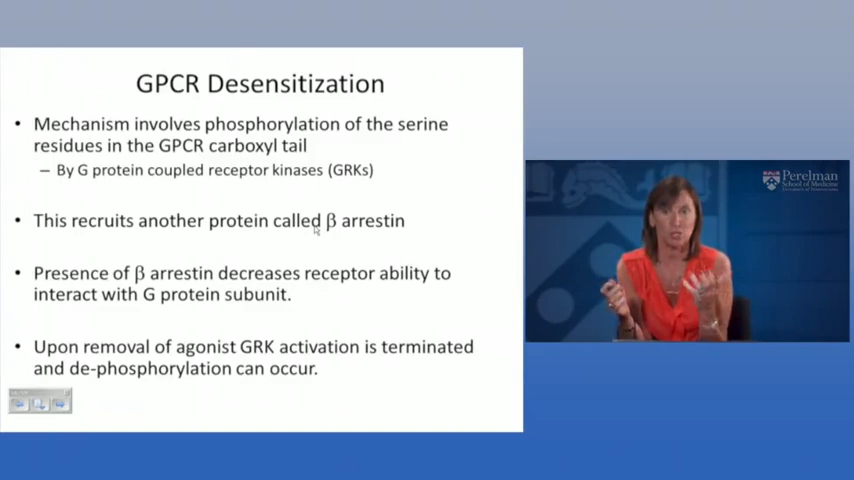 GPCR Desensitization
• Mechanism involves phosphorylation of the serine
residues in the GPCR carboxyl tail
– By G protein coupled receptor kinases (GRKs)
• This recruits another protein called β arrestin
• Presence of β arrestin decreases receptor ability to
interact with G protein subunit.
• Upon removal of agonist GRK activation is terminated
and de-phosphorylation can occur.
Perelman
School of Medicine